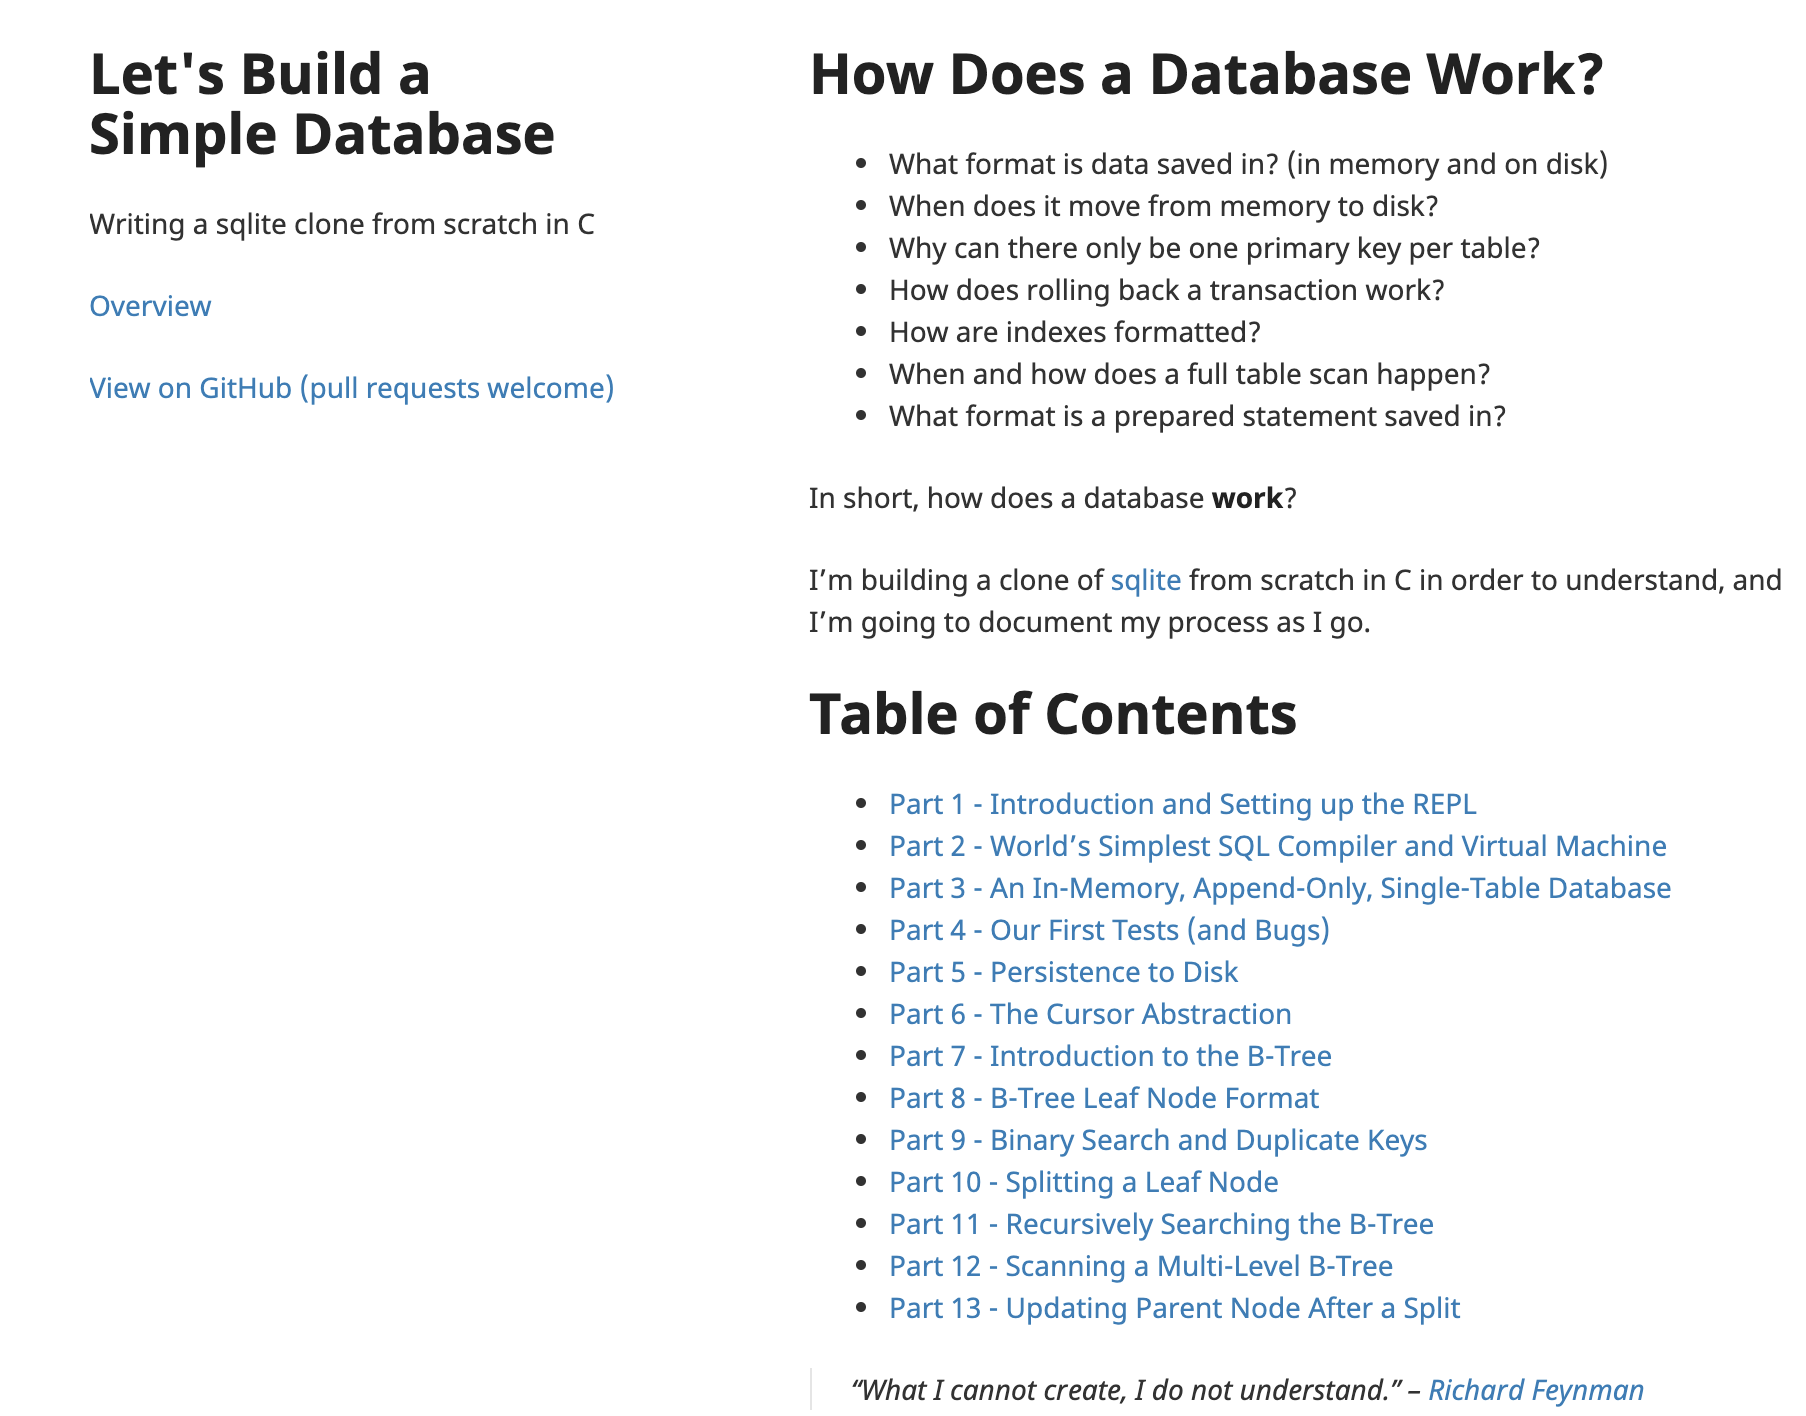 Let's Build a
Simple Database
Writing a sqlite clone from scratch in C
Overview
View on GitHub (pull requests welcome)
How Does a Database Work?
• What format is data saved in? (in memory and on disk)
• When does it move from memory to disk?
• Why can there only be one primary key per table?
• How does rolling back a transaction work?
• How are indexes formatted?
• When and how does a full table scan happen?
• What format is a prepared statement saved in?
In short, how does a database work?
I’m building a clone of sqlite from scratch in C in order to understand, and
I’m going to document my process as I go.
Table of Contents
• Part 1 - Introduction and Setting up the REPL
• Part 2 - World’s Simplest SQL Compiler and Virtual Machine
• Part 3 - An In-Memory, Append-Only, Single-Table Database
• Part 4 - Our First Tests (and Bugs)
• Part 5 - Persistence to Disk
• Part 6 - The Cursor Abstraction
• Part 7 - Introduction to the B-Tree
• Part 8 - B-Tree Leaf Node Format
• Part 9 - Binary Search and Duplicate Keys
• Part 10 - Splitting a Leaf Node
• Part 11 - Recursively Searching the B-Tree
• Part 12 - Scanning a Multi-Level B-Tree
• Part 13 - Updating Parent Node After a Split
“What I cannot create, I do not understand.” – Richard Feynman